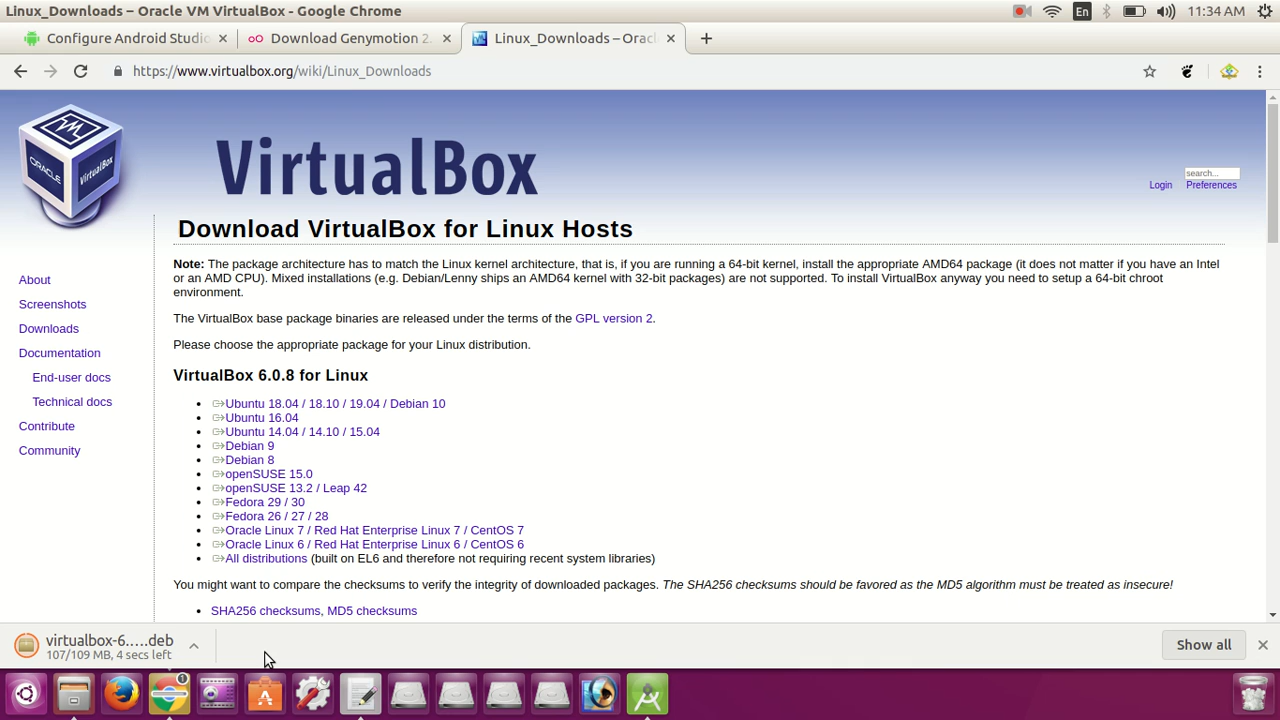 Linux_Downloads – Oracle VM VirtualBox - Google Chrome
En
11:34 AM
Configure Android Studio
Download Genymotion 2.
Linux_Downloads – Orac
https://www.virtualbox.org/wiki/Linux_Downloads
ORACLE
VirtualBox
VirtualBox
search...
Login
Preferences
Download VirtualBox for Linux Hosts
Note: The package architecture has to match the Linux kernel architecture, that is, if you are running a 64-bit kernel, install the appropriate AMD64 package (it does not matter if you have an Intel
or an AMD CPU). Mixed installations (e.g. Debian/Lenny ships an AMD64 kernel with 32-bit packages) are not supported. To install VirtualBox anyway you need to setup a 64-bit chroot
environment.
The VirtualBox base package binaries are released under the terms of the GPL version 2.
Please choose the appropriate package for your Linux distribution.
About
Screenshots
Downloads
Documentation
End-user docs
Technical docs
Contribute
Community
VirtualBox 6.0.8 for Linux
Ubuntu 18.04 / 18.10 / 19.04 / Debian 10
Ubuntu 16.04
Ubuntu 14.04 / 14.10 / 15.04
Debian 9
Debian 8
openSUSE 15.0
openSUSE 13.2 / Leap 42
Fedora 29 / 30
Fedora 26 / 27 / 28
Oracle Linux 7 / Red Hat Enterprise Linux 7 / CentOS 7
Oracle Linux 6 / Red Hat Enterprise Linux 6 / CentOS 6
All distributions (built on EL6 and therefore not requiring recent system libraries)
You might want to compare the checksums to verify the integrity of downloaded packages. The SHA256 checksums should be favored as the MD5 algorithm must be treated as insecure!
SHA256 checksums, MD5 checksums
virtualbox-6.….deb
107/109 MB, 4 secs left
Show all
1